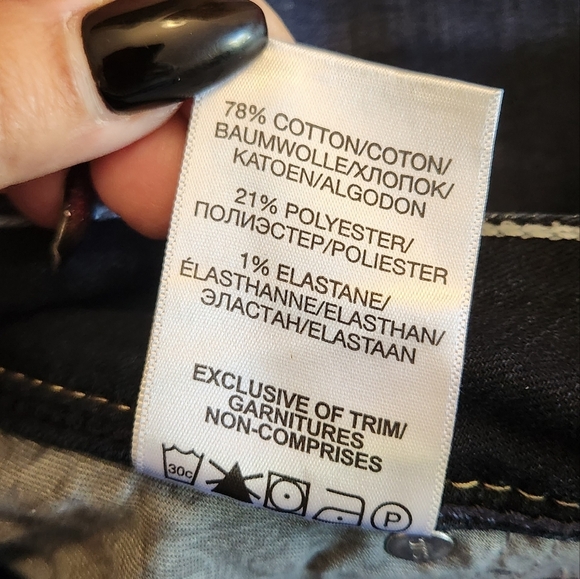 78% COTTON/COTON/
BAUMWOLLE/ХЛОПОК/
KATOEN/ALGODON
21% POLYESTER/
ПОЛИЭСТЕР/POLIESTER
1% ELASTANE/
ÉLASTHANNE/ELASTHAN/
ЭЛАСТАН/ELASTAAN
EXCLUSIVE OF TRIM/
GARNITURES
NON-COMPRISES
30c P